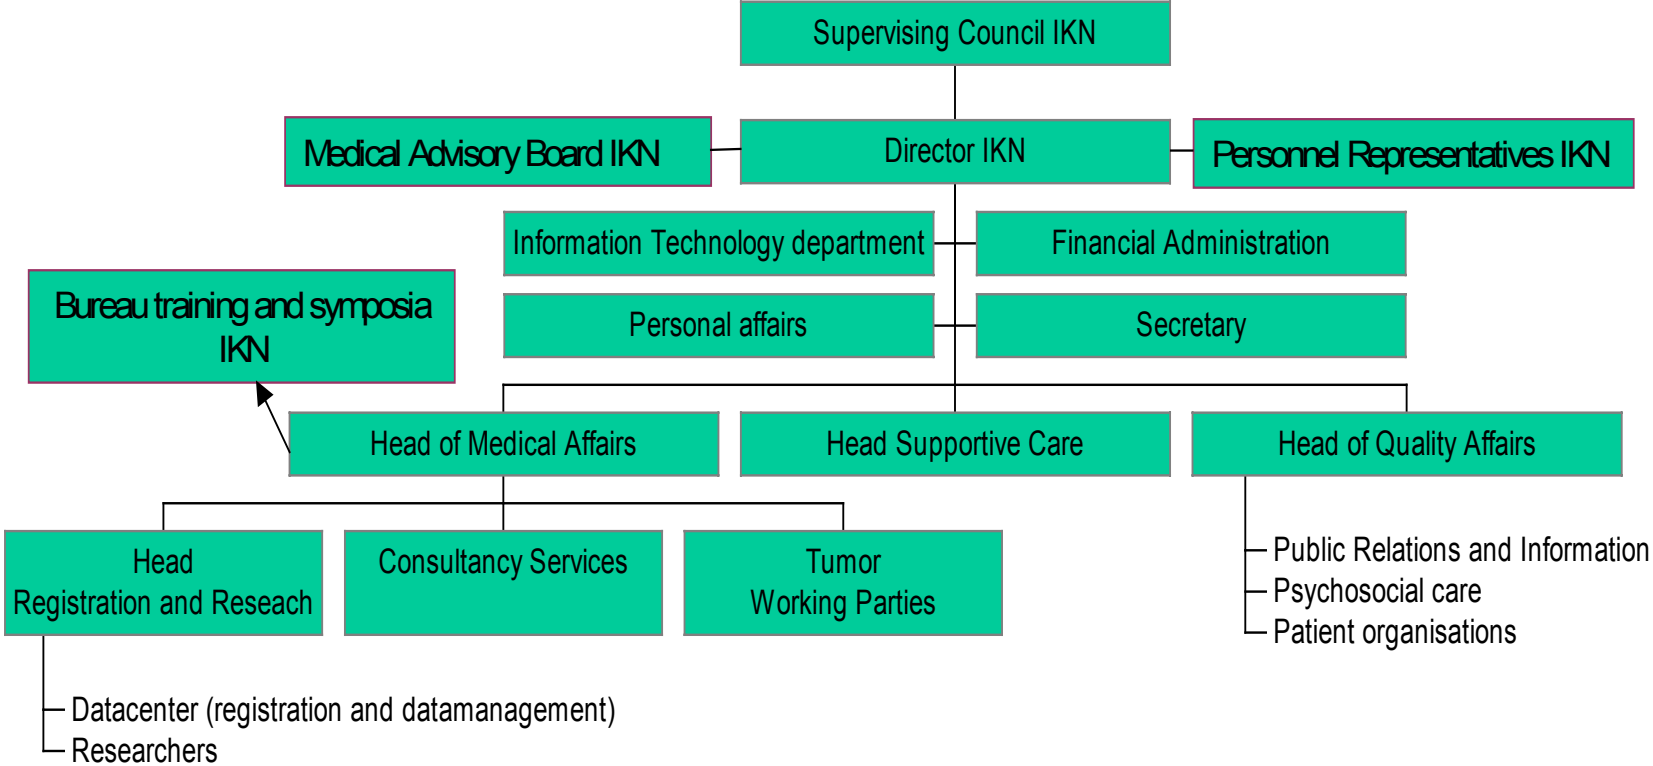 Supervising Council IKN
Medical Advisory Board IKN
Director IKN
Personnel Representatives IKN
Information Technology department
Financial Administration
Bureau training and symposia
IKN
Personal affairs
Secretary
Head of Medical Affairs
Head Supportive Care
Head of Quality Affairs
Head
Registration and Reseach
Consultancy Services
Tumor
Working Parties
Public Relations and Information
Psychosocial care
Patient organisations
Datacenter (registration and datamanagement)
Researchers